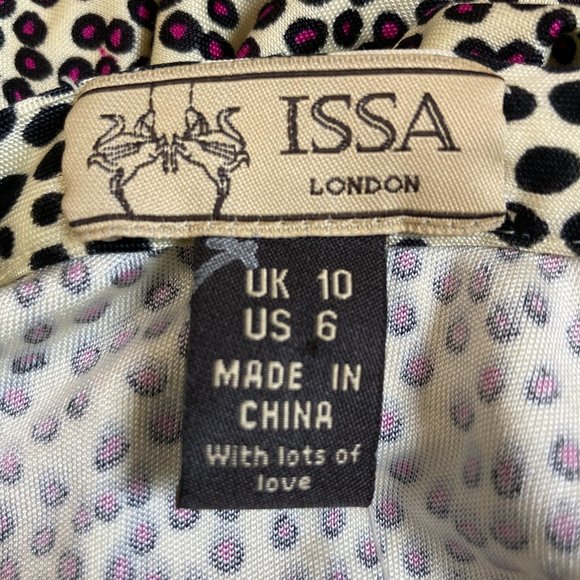 ISSA
LONDON
UK 10
US 6
MADE IN
CHINA
With lots of
love